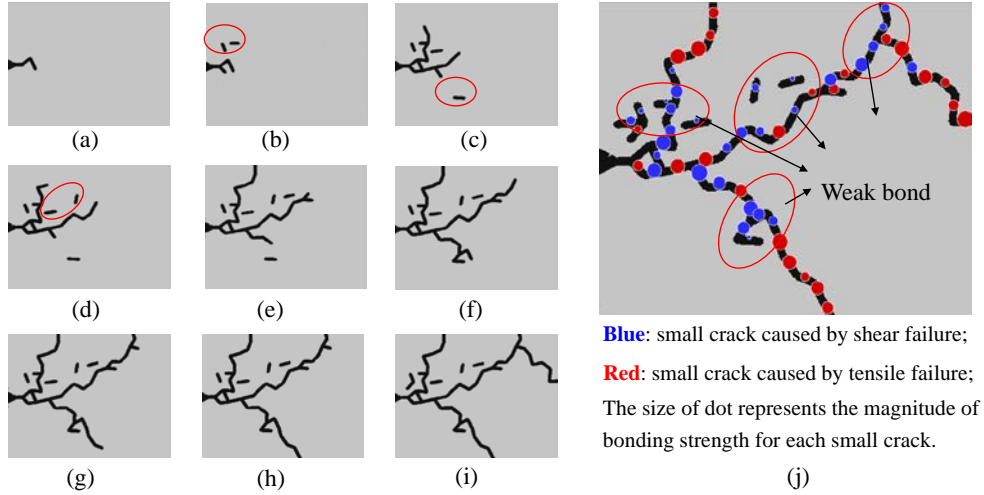 (a)
(b)
(c)
(d)
(e)
(f)
(g)
(h)
(i)
Weak bond
Blue: small crack caused by shear failure;
Red: small crack caused by tensile failure;
The size of dot represents the magnitude of
bonding strength for each small crack.
(j)